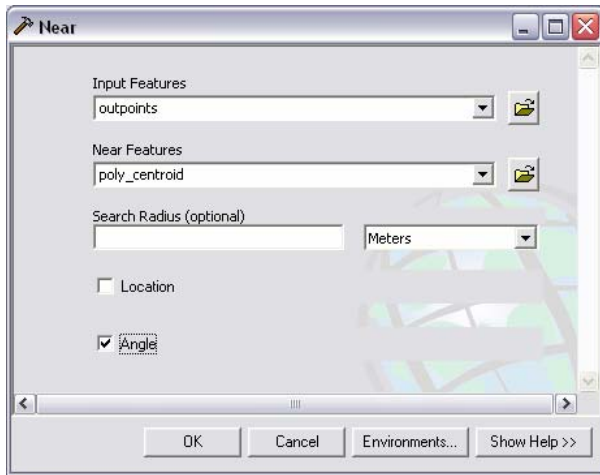 Near
Input Features
outpoints
Near Features
poly_centroid
Search Radius (optional)
Meters
Location
Angle
OK Cancel Environments... Show Help >>